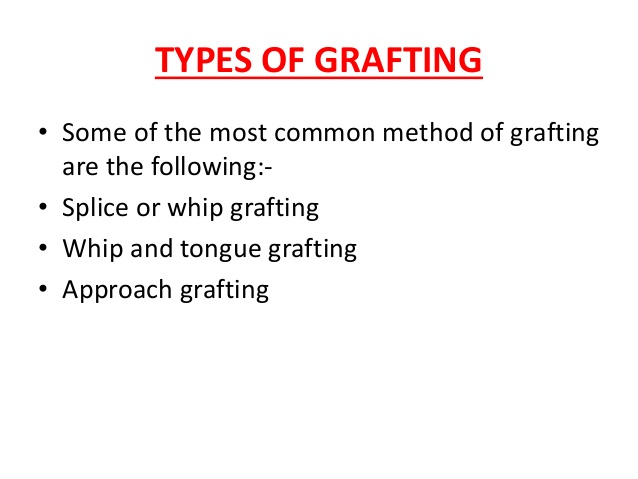 TYPES OF GRAFTING
• Some of the most common method of grafting
are the following:-
• Splice or whip grafting
• Whip and tongue grafting
• Approach grafting